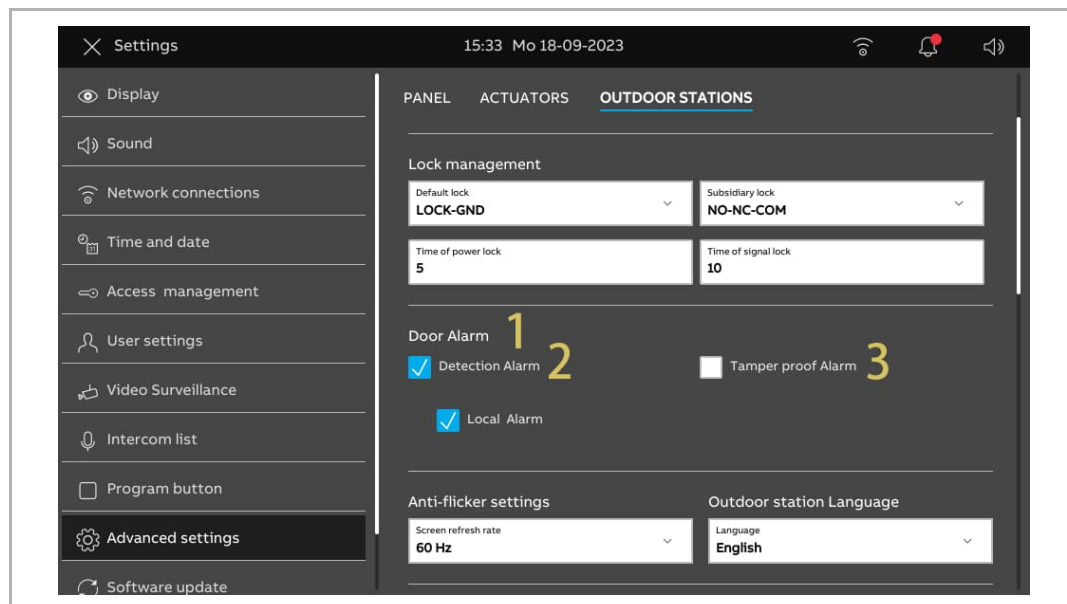 Settings
15:33 Mo 18-09-2023
Display
Sound
Network connections
Time and date
Access management
User settings
Video Surveillance
Intercom list
Program button
Advanced settings
Software update
PANEL ACTUATORS OUTDOOR STATIONS
Lock management
Default lock
LOCK-GND
Subsidiary lock
NO-NC-COM
Time of power lock
5
Time of signal lock
10
Door Alarm 1
Detection Alarm 2
Tamper proof Alarm 3
Local Alarm
Anti-flicker settings
Screen refresh rate
60 Hz
Outdoor station Language
Language
English